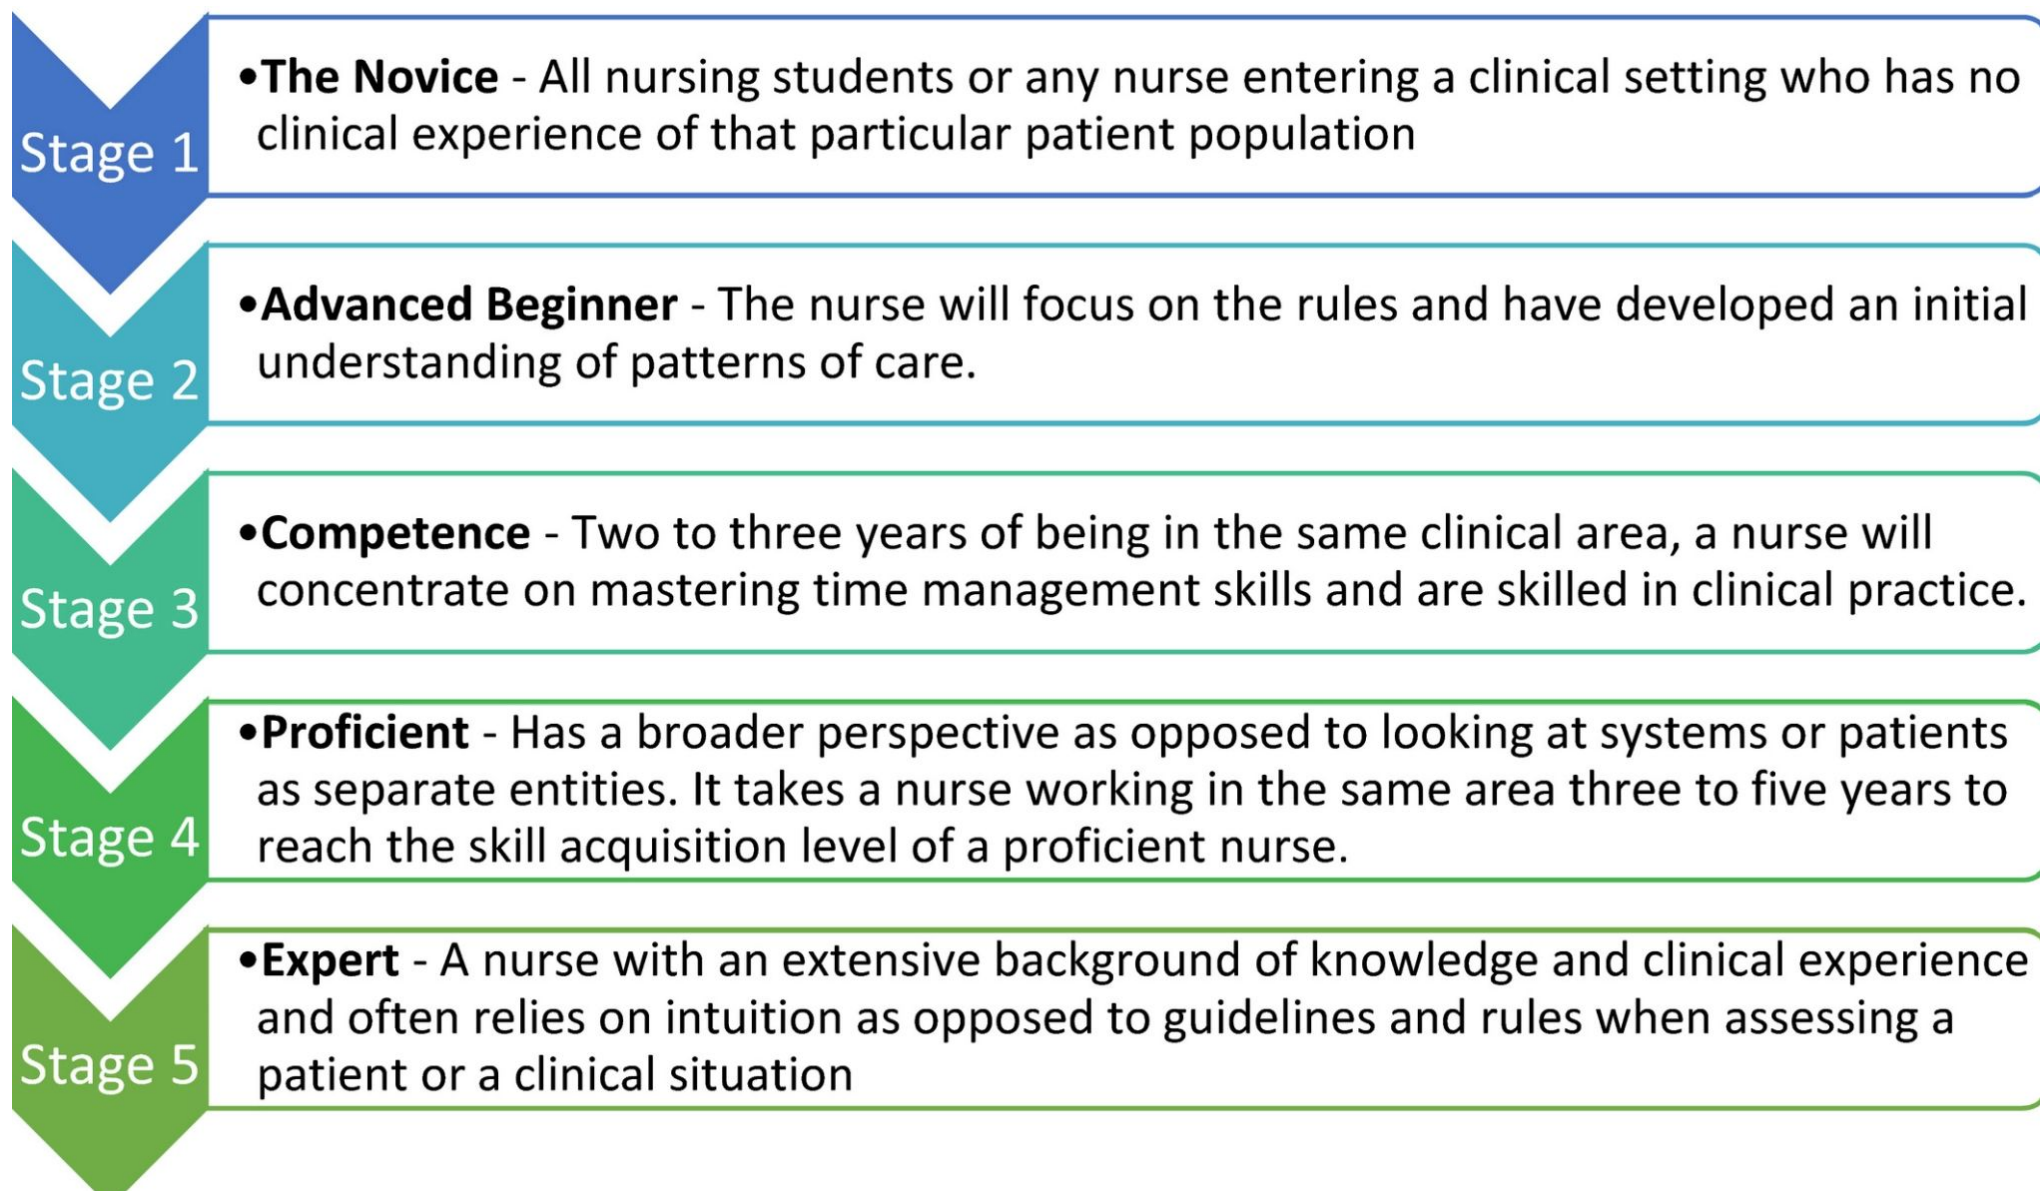 Stage 1
•The Novice - All nursing students or any nurse entering a clinical setting who has no
clinical experience of that particular patient population
Stage 2
•Advanced Beginner - The nurse will focus on the rules and have developed an initial
understanding of patterns of care.
Stage 3
•Competence - Two to three years of being in the same clinical area, a nurse will
concentrate on mastering time management skills and are skilled in clinical practice.
Stage 4
•Proficient - Has a broader perspective as opposed to looking at systems or patients
as separate entities. It takes a nurse working in the same area three to five years to
reach the skill acquisition level of a proficient nurse.
Stage 5
•Expert - A nurse with an extensive background of knowledge and clinical experience
and often relies on intuition as opposed to guidelines and rules when assessing a
patient or a clinical situation